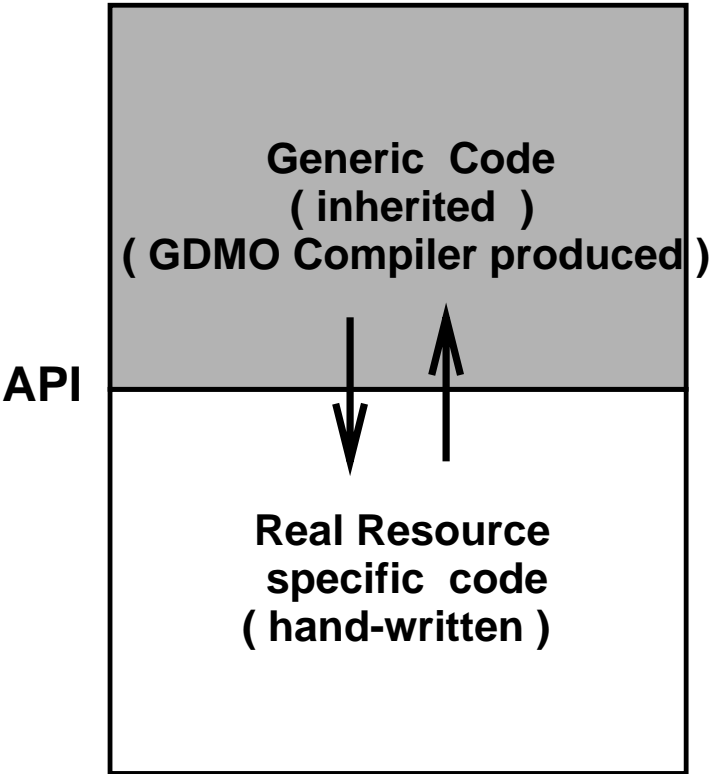 Generic Code
( inherited )
( GDMO Compiler produced )
API
Real Resource
specific code
( hand-written )